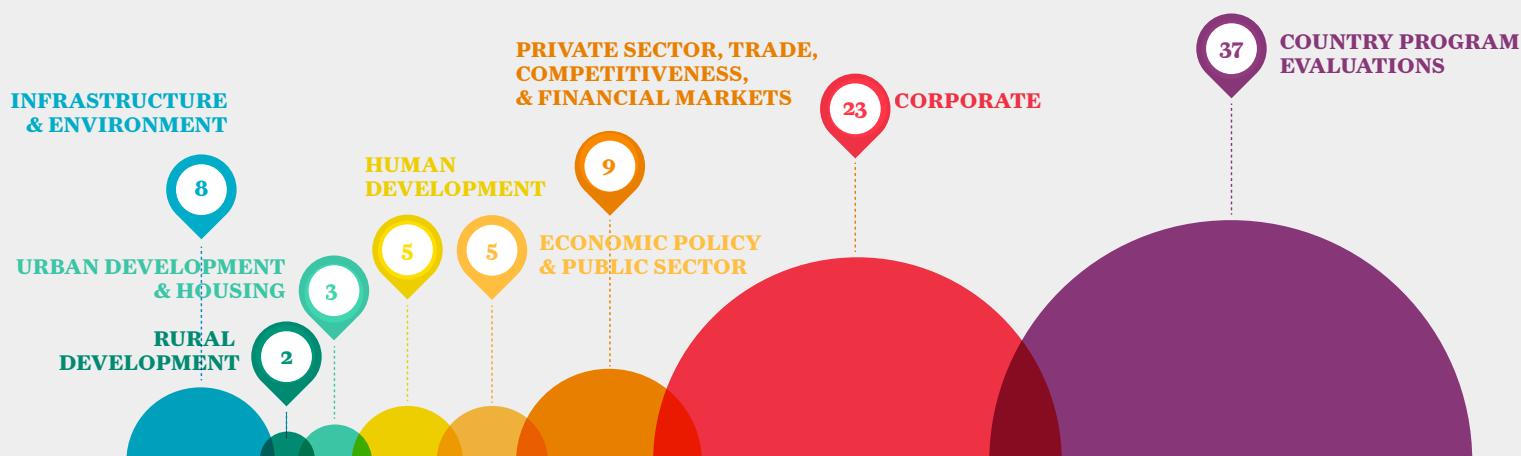 INFRASTRUCTURE
& ENVIRONMENT
8
URBAN DEVELOPMENT
& HOUSING
3
RURAL
DEVELOPMENT
2
HUMAN
DEVELOPMENT
5
5
ECONOMIC POLICY
& PUBLIC SECTOR
PRIVATE SECTOR, TRADE,
COMPETITIVENESS,
& FINANCIAL MARKETS
9
23
CORPORATE
37
COUNTRY PROGRAM
EVALUATIONS